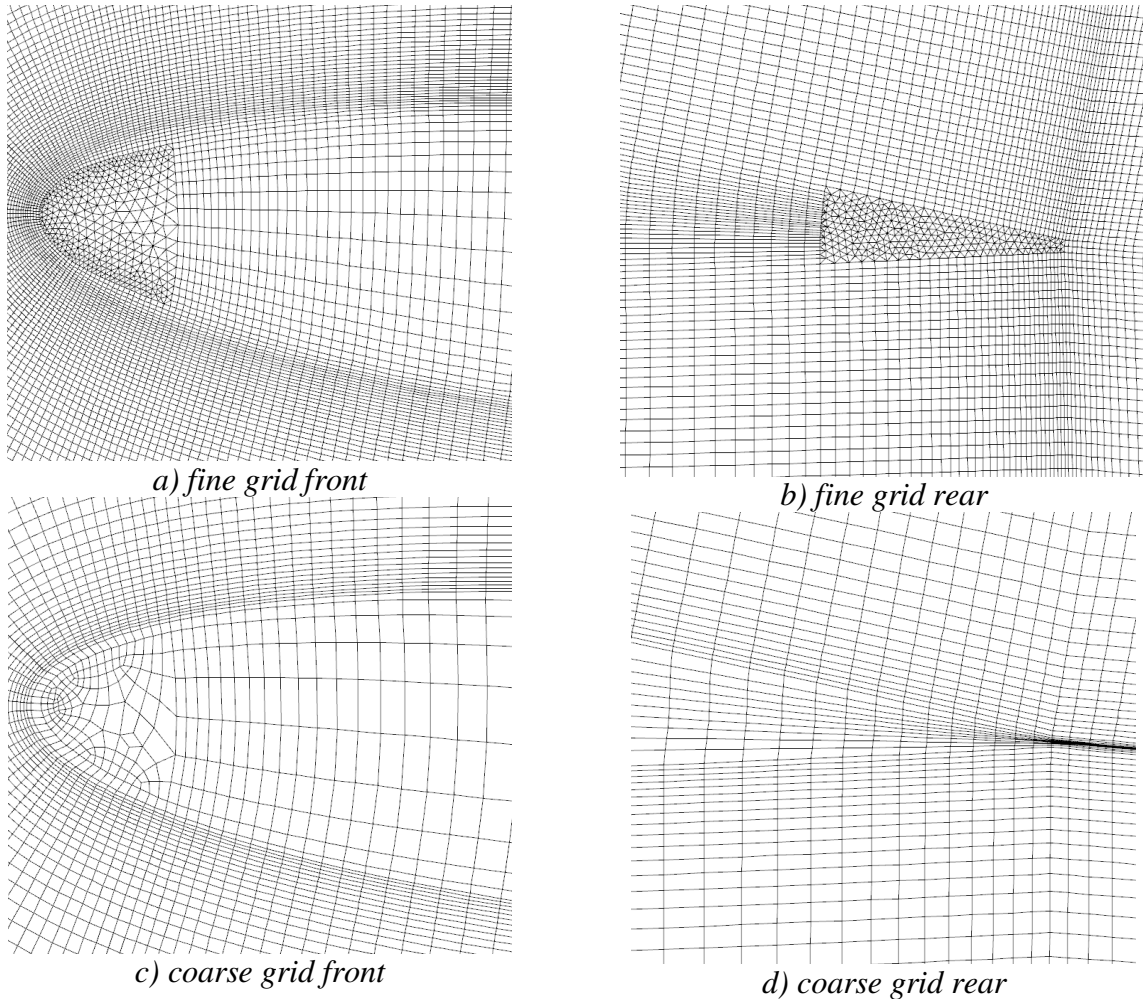 a) fine grid front
b) fine grid rear
c) coarse grid front
d) coarse grid rear